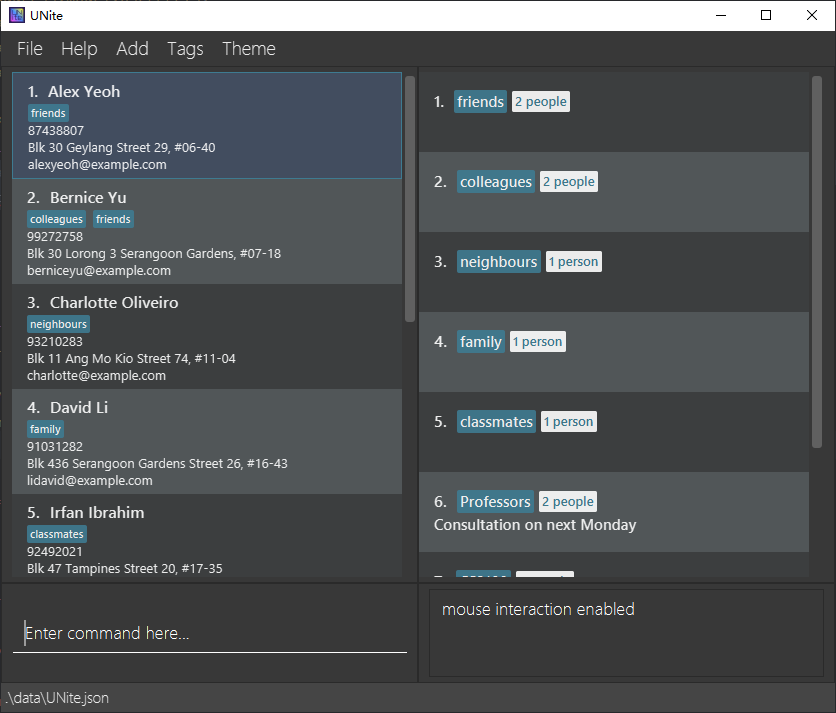 UNite
File Help Add Tags Theme
1. Alex Yeoh
friends
87438807
Blk 30 Geylang Street 29, #06-40
alexyeoh@example.com
2. Bernice Yu
colleagues friends
99272758
Blk 30 Lorong 3 Serangoon Gardens, #07-18
berniceyu@example.com
3. Charlotte Oliveiro
neighbours
93210283
Blk 11 Ang Mo Kio Street 74, #11-04
charlotte@example.com
4. David Li
family
91031282
Blk 436 Serangoon Gardens Street 26, #16-43
lidavid@example.com
5. Irfan Ibrahim
classmates
92492021
Blk 47 Tampines Street 20, #17-35
1. friends 2 people
2. colleagues 2 people
3. neighbours 1 person
4. family 1 person
5. classmates 1 person
6. Professors 2 people
Consultation on next Monday
Enter command here...
mouse interaction enabled
.\data\UNite.json